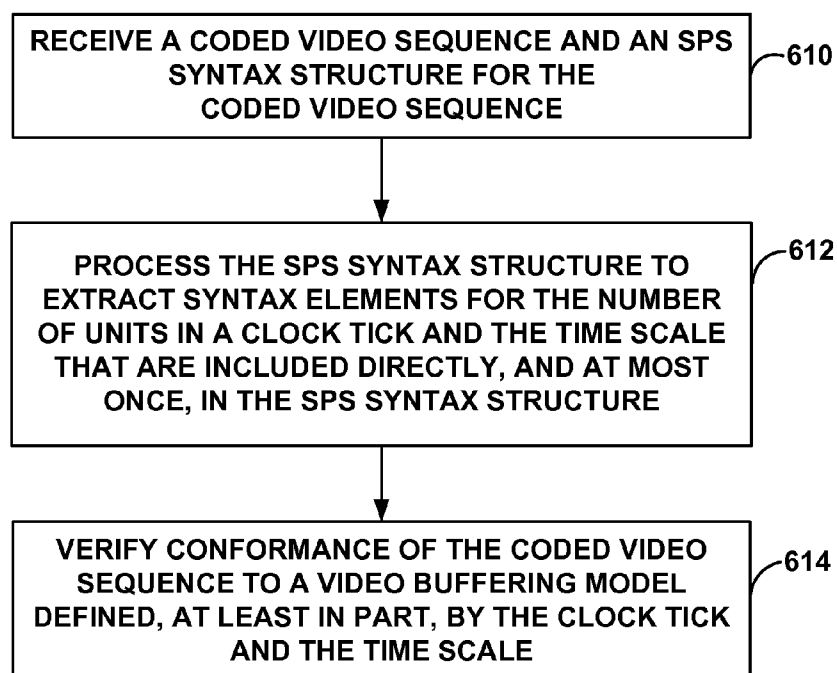 RECEIVE A CODED VIDEO SEQUENCE AND AN SPS
SYNTAX STRUCTURE FOR THE
CODED VIDEO SEQUENCE
610
PROCESS THE SPS SYNTAX STRUCTURE TO
EXTRACT SYNTAX ELEMENTS FOR THE NUMBER
OF UNITS IN A CLOCK TICK AND THE TIME SCALE
THAT ARE INCLUDED DIRECTLY, AND AT MOST
ONCE, IN THE SPS SYNTAX STRUCTURE
612
VERIFY CONFORMANCE OF THE CODED VIDEO
SEQUENCE TO A VIDEO BUFFERING MODEL
DEFINED, AT LEAST IN PART, BY THE CLOCK TICK
AND THE TIME SCALE
614